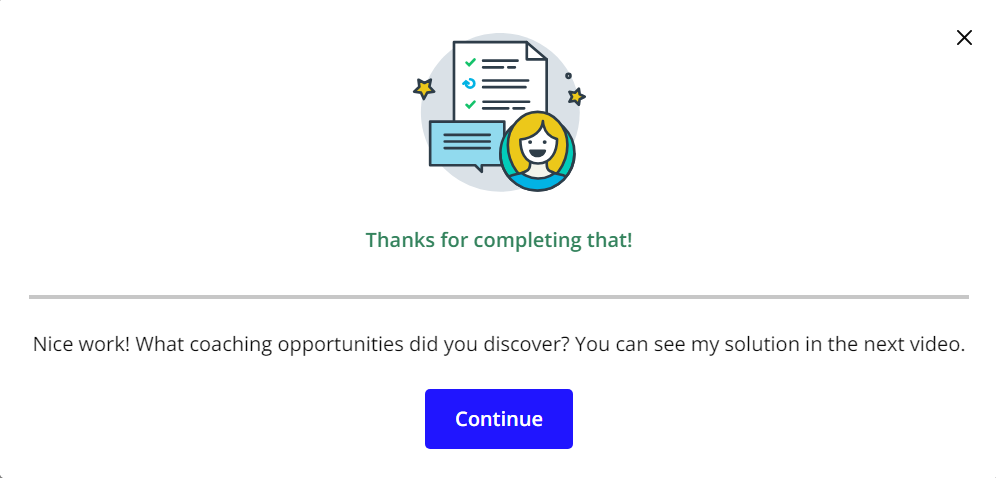 Thanks for completing that!
Nice work! What coaching opportunities did you discover? You can see my solution in the next video.
Continue